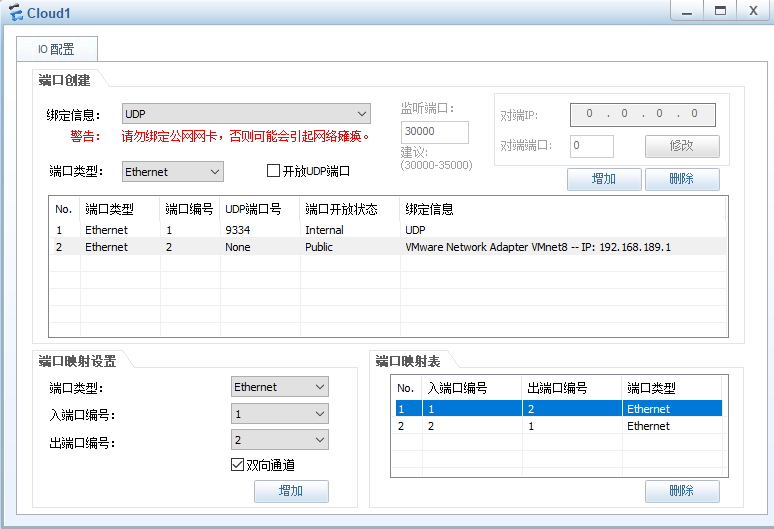 Cloud1
IO 配置
端口创建
绑定信息： UDP
警告： 请勿绑定公网网卡，否则可能会引起网络瘫痪。
端口类型： Ethernet 开放UDP端口
监听端口：
30000
建议：
(30000-35000)
对端IP： 0 . 0 . 0 . 0
对端端口： 0 修改
增加 删除
No. 端口类型 端口编号 UDP端口号 端口开放状态 绑定信息
1 Ethernet 1 9334 Internal UDP
2 Ethernet 2 None Public VMware Network Adapter VMnet8 -- IP: 192.168.189.1
端口映射设置
端口类型： Ethernet
入端口编号： 1
出端口编号： 2
双向通道
增加
端口映射表
No. 入端口编号 出端口编号 端口类型
1 1 2 Ethernet
2 2 1 Ethernet
删除